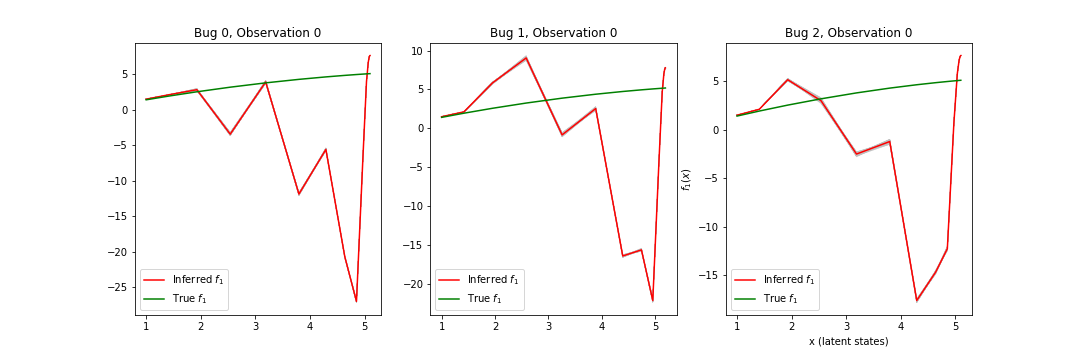 Bug 0, Observation 0
5
0
−5
−10
−15
−20
−25
Inferred f₁
True f₁
1 2 3 4 5
Bug 1, Observation 0
10
5
0
−5
−10
−15
−20
Inferred f₁
True f₁
1 2 3 4 5
Bug 2, Observation 0
f₁(x)
5
0
−5
−10
−15
Inferred f₁
True f₁
1 2 3 4 5
x (latent states)